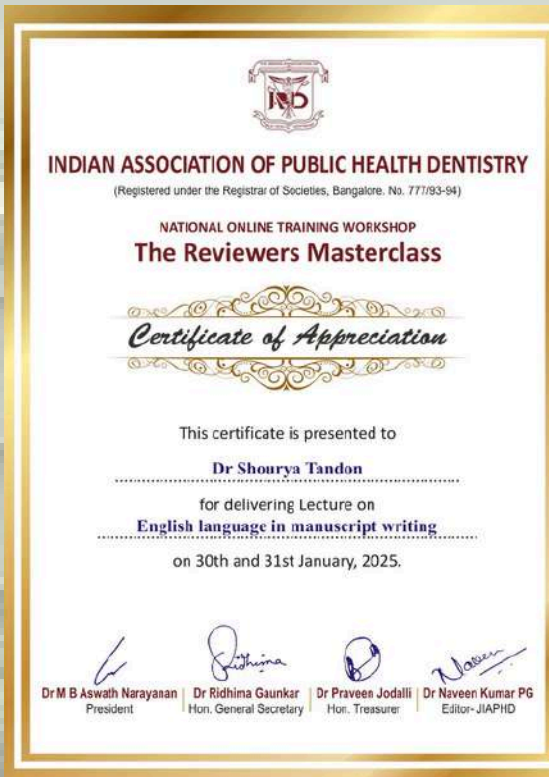 INDIAN ASSOCIATION OF PUBLIC HEALTH DENTISTRY
(Registered under the Registrar of Societies, Bangalore. No. 777/93-94)
NATIONAL ONLINE TRAINING WORKSHOP
The Reviewers Masterclass
Certificate of Appreciation
This certificate is presented to
Dr Shourya Tandon
for delivering Lecture on
English language in manuscript writing
on 30th and 31st January, 2025.
Ridhima
Naveen
Dr M B Aswath Narayanan Dr Ridhima Gaunkar Dr Praveen Jodalli Dr Naveen Kumar PG
President Hon. General Secretary Hon. Treasurer Editor- JIAPHD